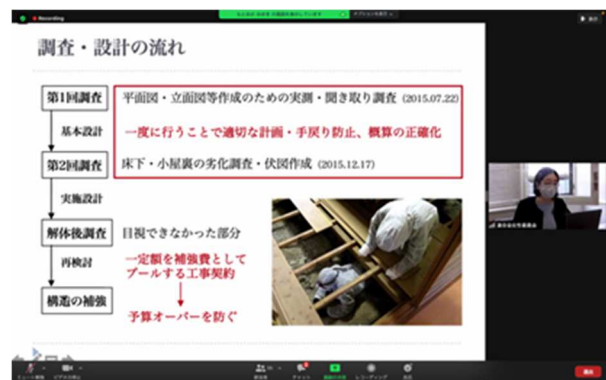 Recording
調査・設計の流れ
第1回調査
平面図・立面図等作成のための実測・聞き取り調査 (2015.07.22)
基本設計
一度に行うことで適切な計画・手戻り防止、概算の正確化
第2回調査
床下・小屋裏の劣化調査・伏図作成 (2015.12.17)
実施設計
解体後調査
目視できなかった部分
再検討
一定額を補強費として
プールする工事契約
構造の補強
予算オーバーを防ぐ